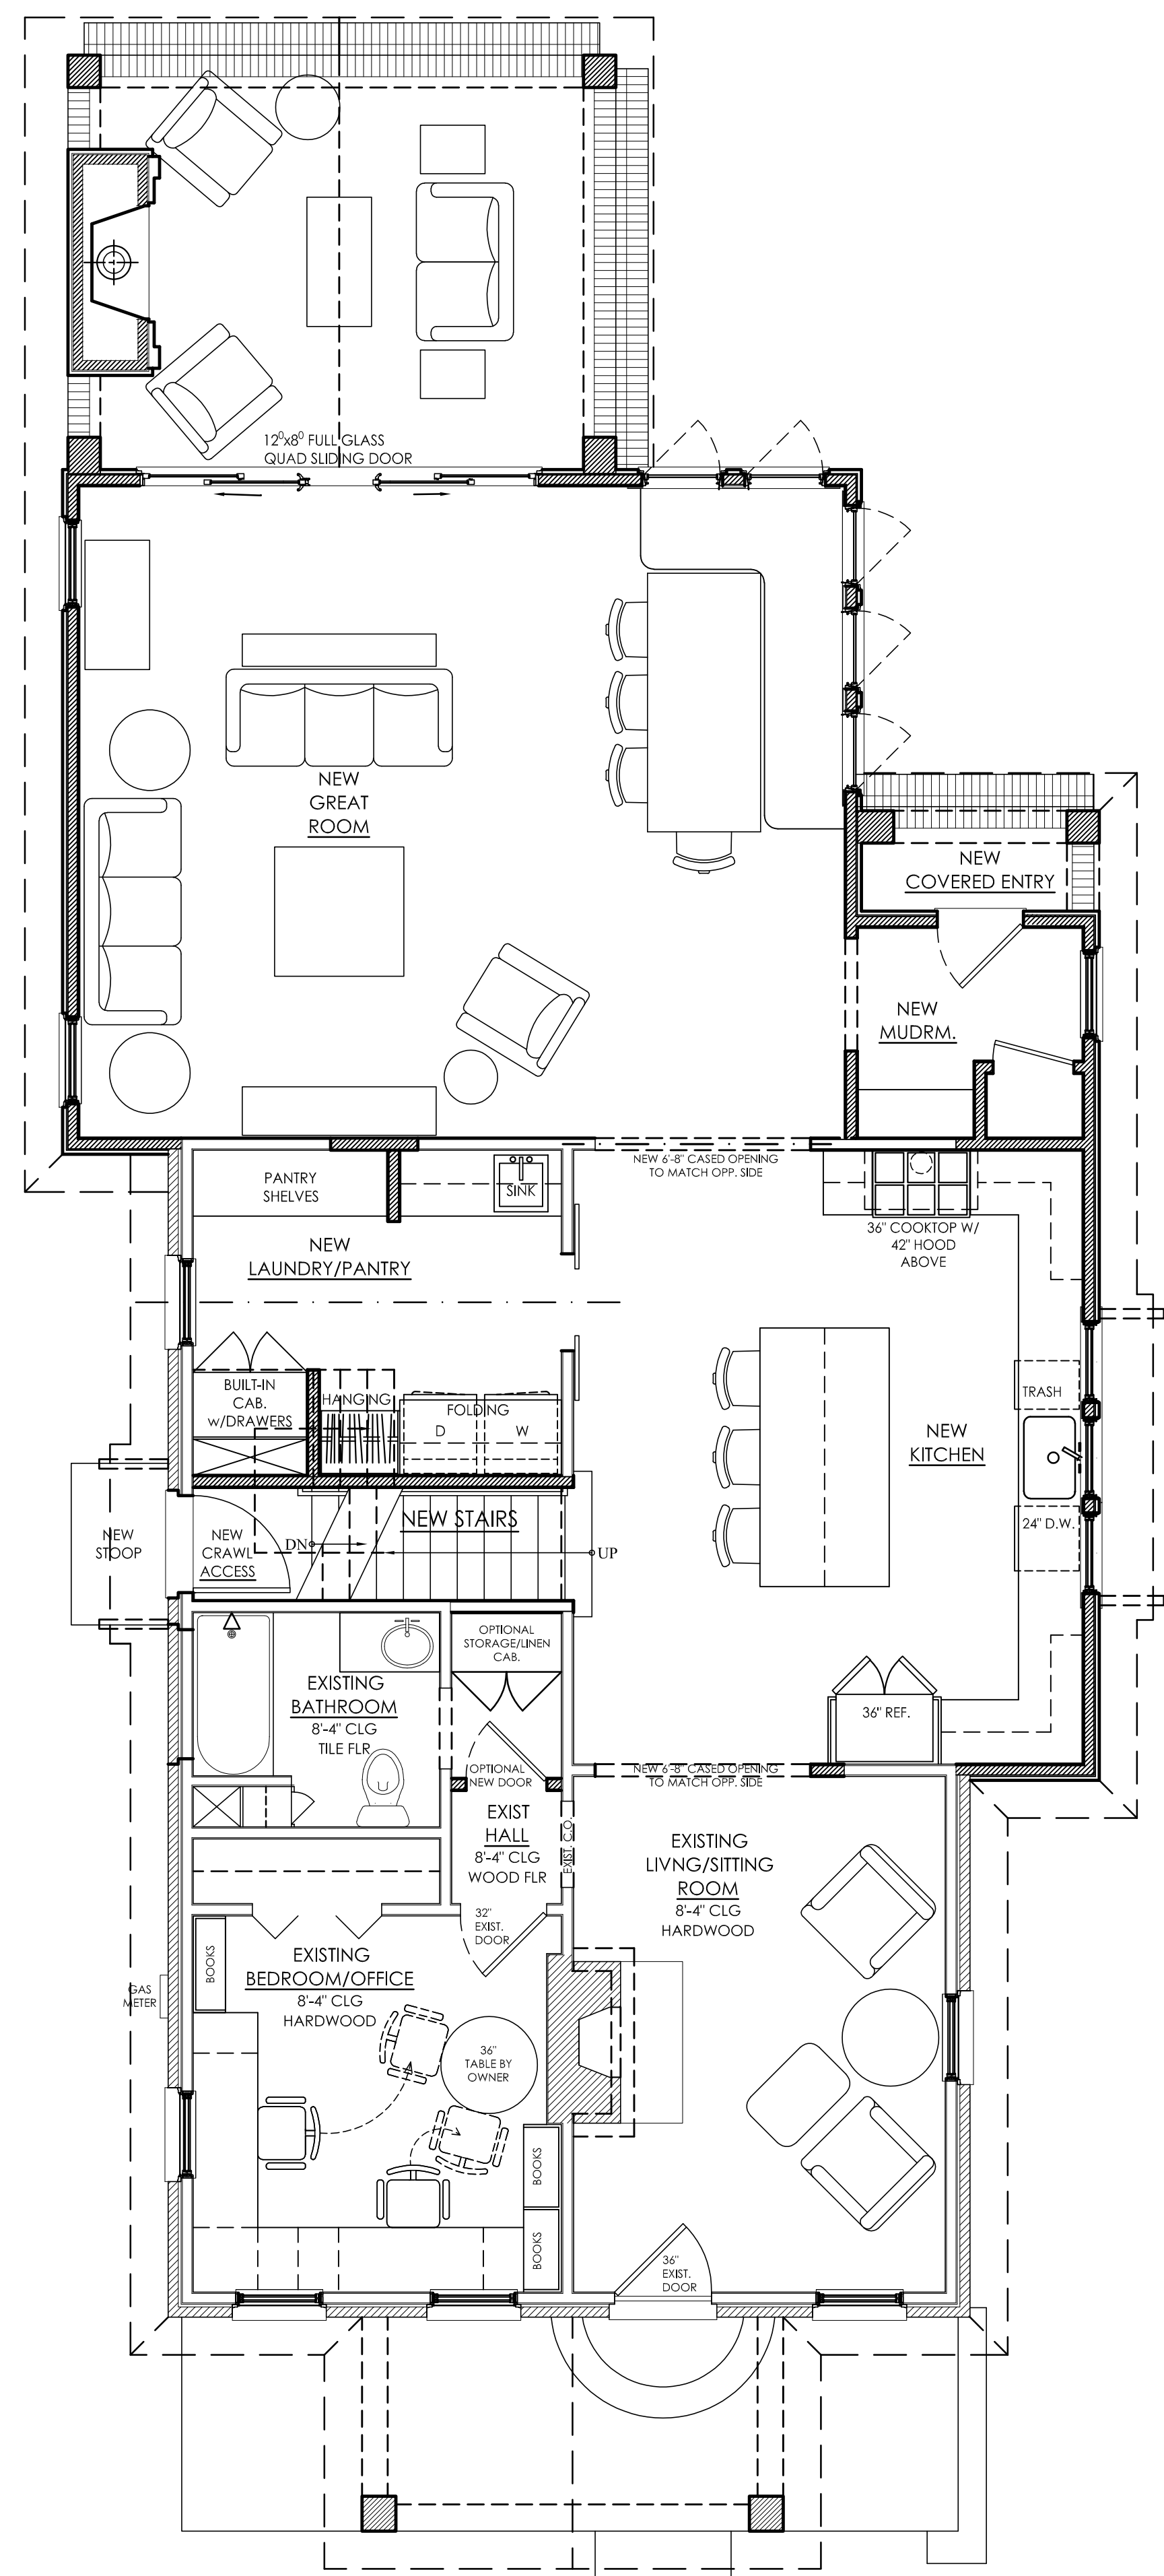 12⁰x8⁰ FULL GLASS
QUAD SLIDING DOOR
NEW
GREAT
ROOM
NEW
COVERED ENTRY
NEW
MUDRM.
NEW 6'-8" CASED OPENING
TO MATCH OPP. SIDE
PANTRY
SHELVES
SINK
36" COOKTOP W/
42" HOOD
ABOVE
NEW
LAUNDRY/PANTRY
BUILT-IN
CAB.
w/DRAWERS
HANGING
FOLDING
D W
TRASH
NEW
KITCHEN
24" D.W.
NEW STAIRS
NEW
STOOP
NEW
CRAWL
ACCESS
DN
UP
OPTIONAL
STORAGE/LINEN
CAB.
EXISTING
BATHROOM
8'-4" CLG
TILE FLR
36" REF.
OPTIONAL
NEW DOOR
NEW 6'-8" CASED OPENING
TO MATCH OPP. SIDE
EXIST
HALL
8'-4" CLG
WOOD FLR
EXIST. C.O.
EXISTING
LIVNG/SITTING
ROOM
8'-4" CLG
HARDWOOD
32"
EXIST.
DOOR
BOOKS
EXISTING
BEDROOM/OFFICE
8'-4" CLG
HARDWOOD
GAS
METER
36"
TABLE BY
OWNER
BOOKS
BOOKS
36"
EXIST.
DOOR